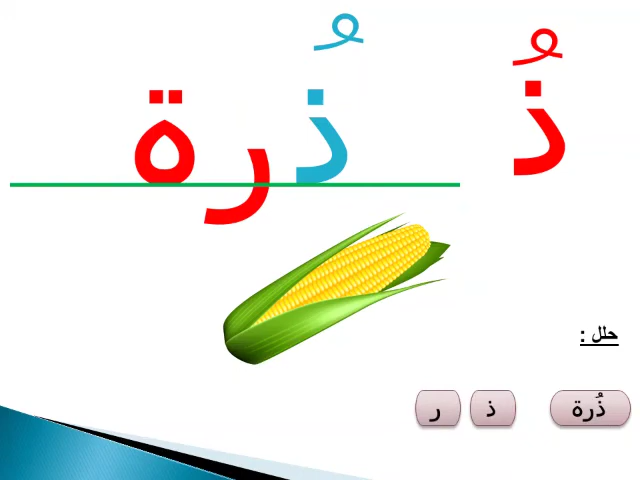 ذُ
ذُرة
حلل :
ذُرة ذ ر